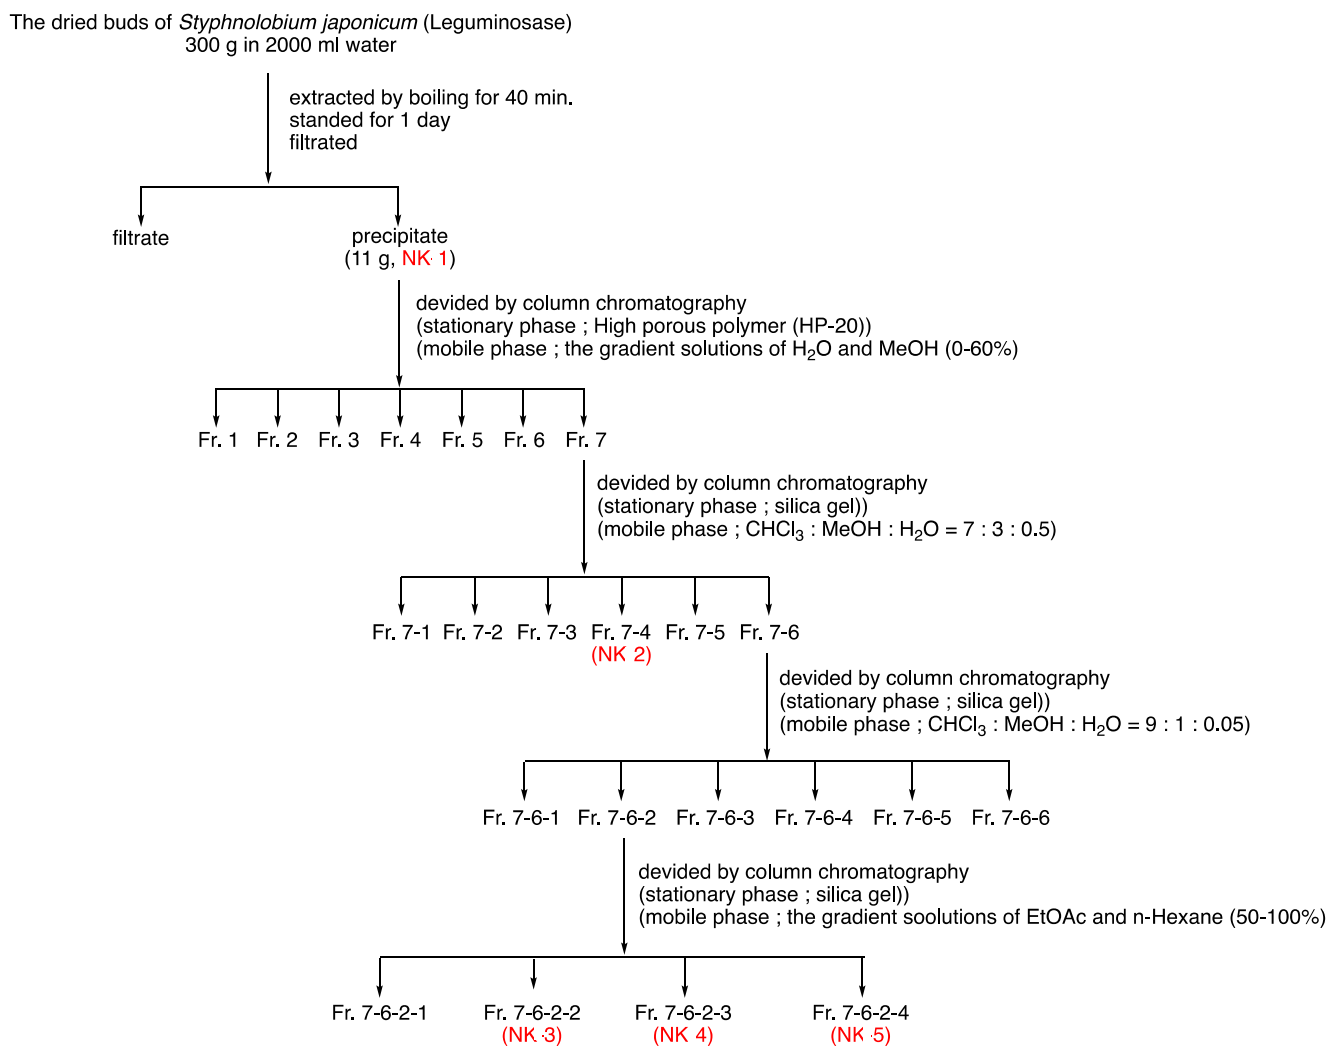 The dried buds of Styphnolobium japonicum (Leguminosase)
300 g in 2000 ml water
extracted by boiling for 40 min.
standed for 1 day
filtrated
filtrate
precipitate
(11 g, NK 1)
devided by column chromatography
(stationary phase ; High porous polymer (HP-20))
(mobile phase ; the gradient solutions of H₂O and MeOH (0-60%)
Fr. 1 Fr. 2 Fr. 3 Fr. 4 Fr. 5 Fr. 6 Fr. 7
devided by column chromatography
(stationary phase ; silica gel))
(mobile phase ; CHCl₃ : MeOH : H₂O = 7 : 3 : 0.5)
Fr. 7-1 Fr. 7-2 Fr. 7-3 Fr. 7-4 Fr. 7-5 Fr. 7-6
(NK 2)
devided by column chromatography
(stationary phase ; silica gel))
(mobile phase ; CHCl₃ : MeOH : H₂O = 9 : 1 : 0.05)
Fr. 7-6-1 Fr. 7-6-2 Fr. 7-6-3 Fr. 7-6-4 Fr. 7-6-5 Fr. 7-6-6
devided by column chromatography
(stationary phase ; silica gel))
(mobile phase ; the gradient soolutions of EtOAc and n-Hexane (50-100%)
Fr. 7-6-2-1 Fr. 7-6-2-2 Fr. 7-6-2-3 Fr. 7-6-2-4
(NK 3) (NK 4) (NK 5)